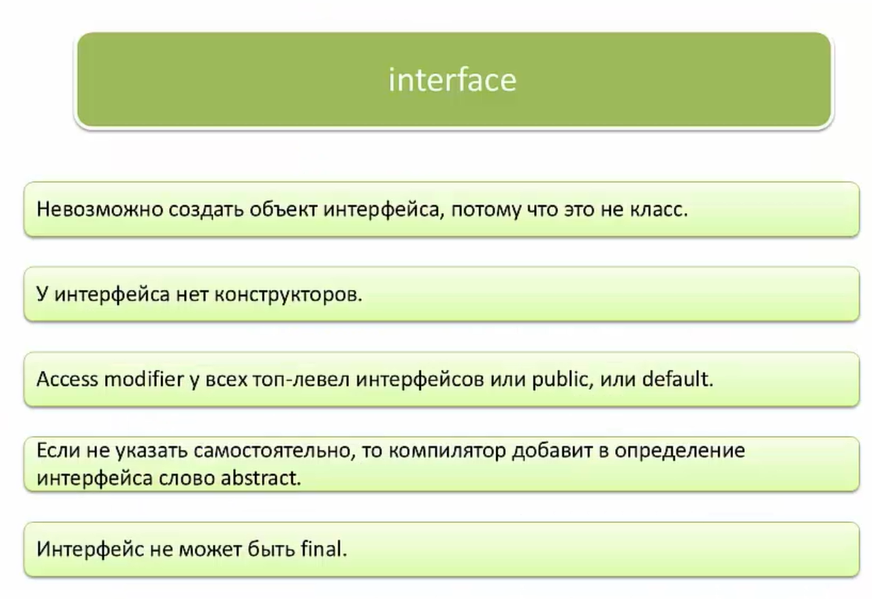 interface
Невозможно создать объект интерфейса, потому что это не класс.
У интерфейса нет конструкторов.
Access modifier у всех топ-левел интерфейсов или public, или default.
Если не указать самостоятельно, то компилятор добавит в определение
интерфейса слово abstract.
Интерфейс не может быть final.